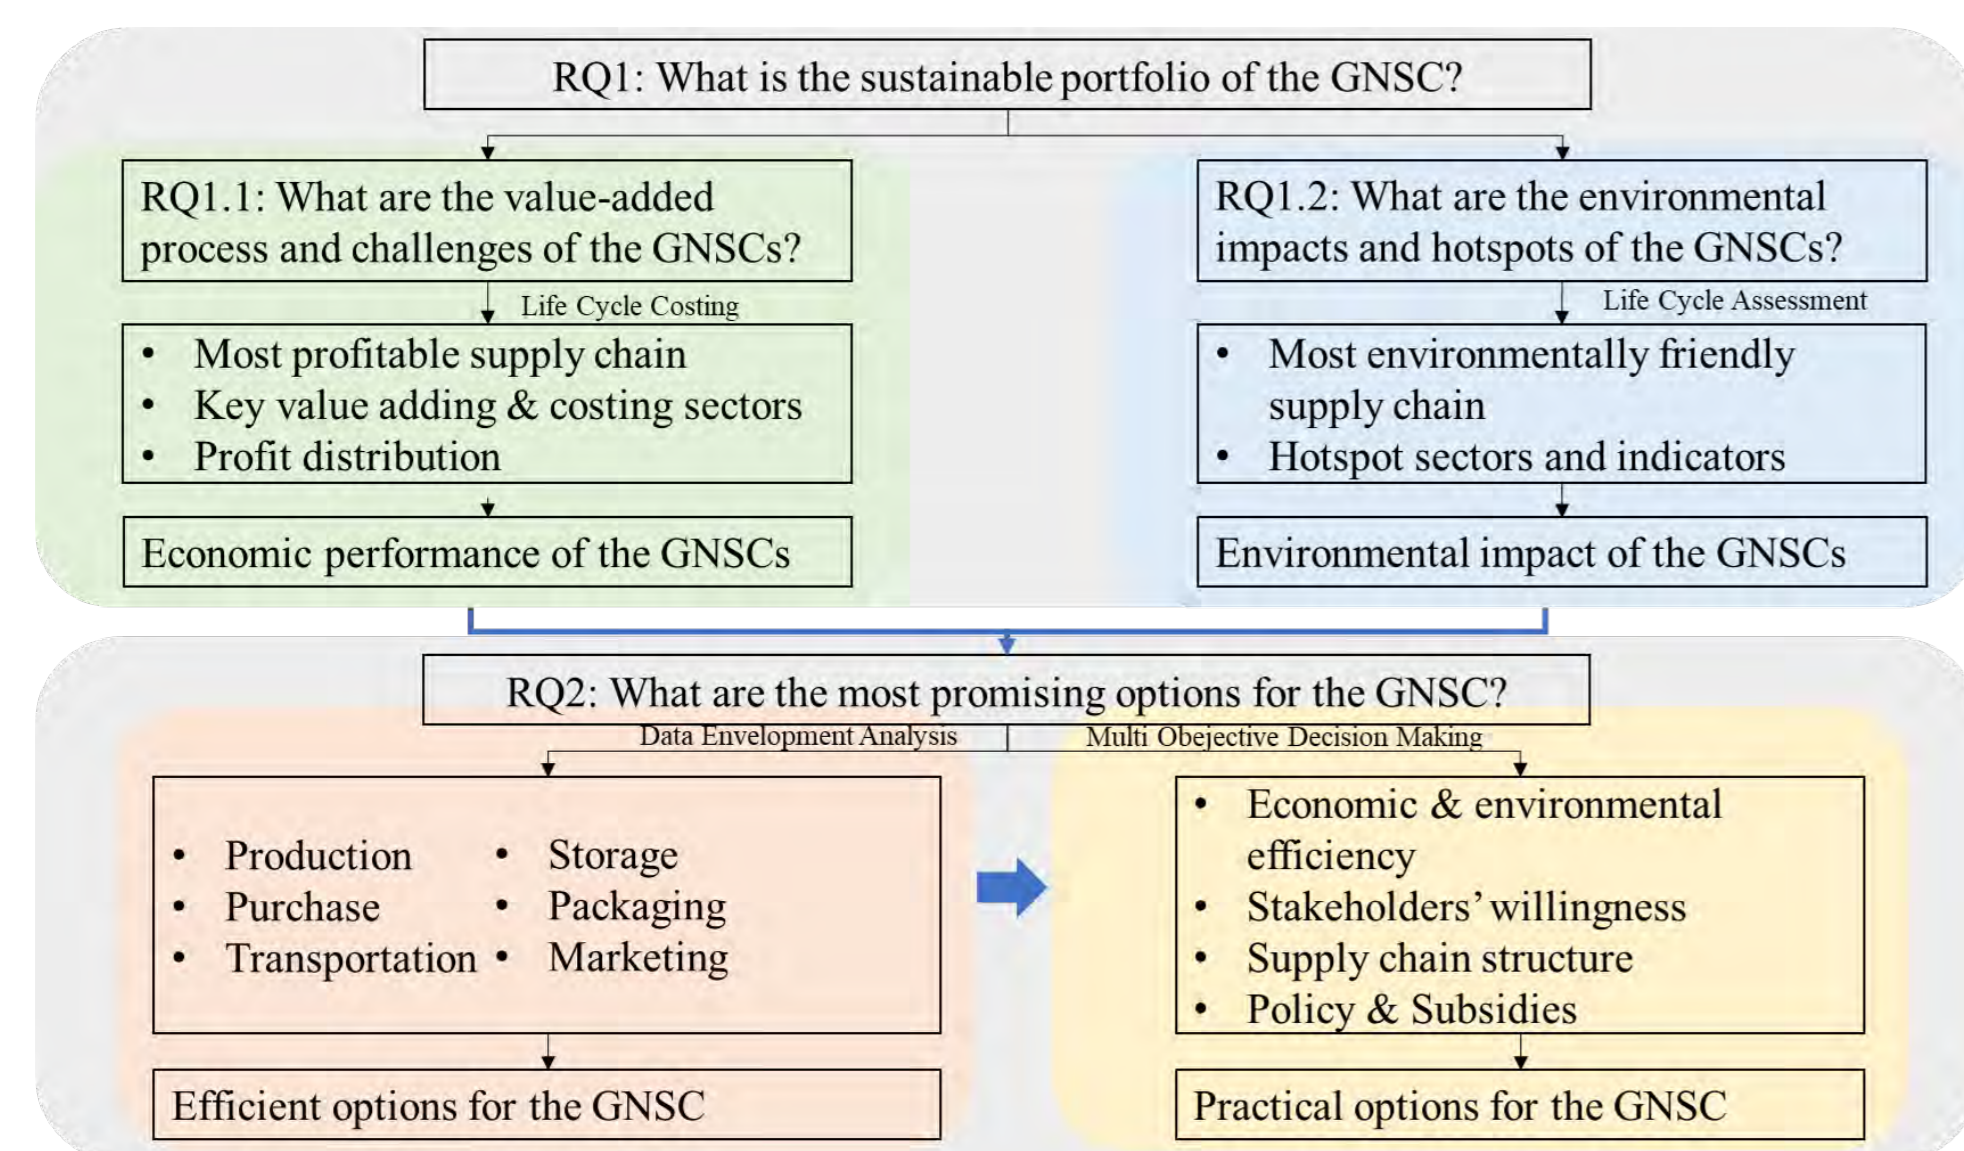 RQ1: What is the sustainable portfolio of the GNSC?
RQ1.1: What are the value-added
process and challenges of the GNSCs?
Life Cycle Costing
• Most profitable supply chain
• Key value adding & costing sectors
• Profit distribution
Economic performance of the GNSCs
RQ1.2: What are the environmental
impacts and hotspots of the GNSCs?
Life Cycle Assessment
• Most environmentally friendly
supply chain
• Hotspot sectors and indicators
Environmental impact of the GNSCs
RQ2: What are the most promising options for the GNSC?
Data Envelopment Analysis
• Production
• Purchase
• Transportation
• Storage
• Packaging
• Marketing
Efficient options for the GNSC
Multi Obejective Decision Making
• Economic & environmental
efficiency
• Stakeholders’ willingness
• Supply chain structure
• Policy & Subsidies
Practical options for the GNSC